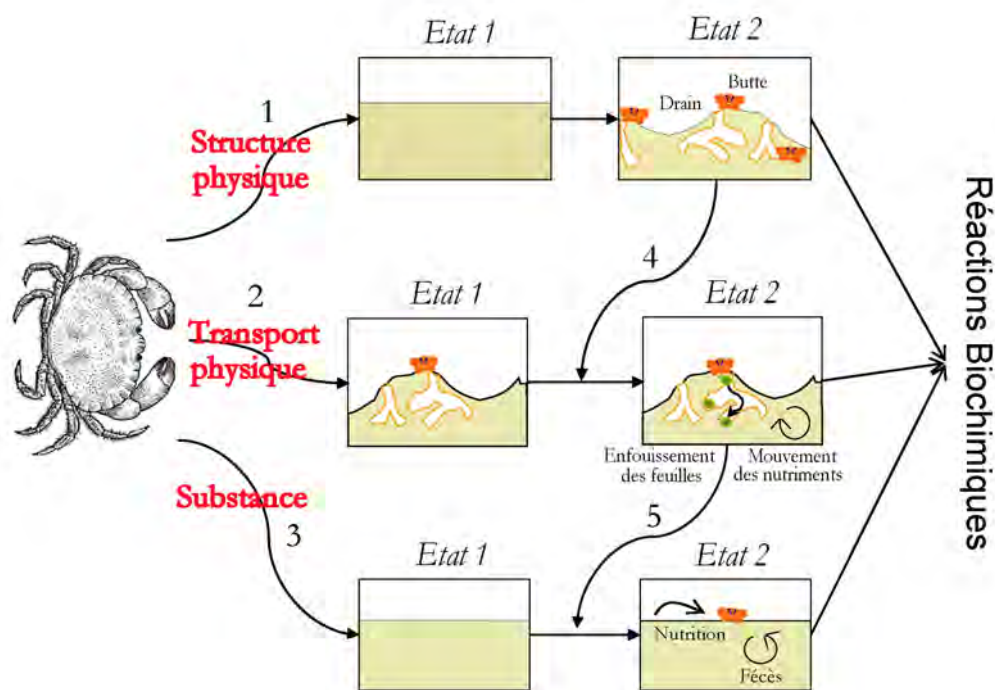 Etat 1
Etat 2
1
Structure
physique
Drain
Butte
4
2
Etat 1
Etat 2
Transport
physique
Enfouissement
des feuilles
Mouvement
des nutriments
Substance
3
5
Etat 1
Etat 2
Nutrition
Fécès
Réactions Biochimiques